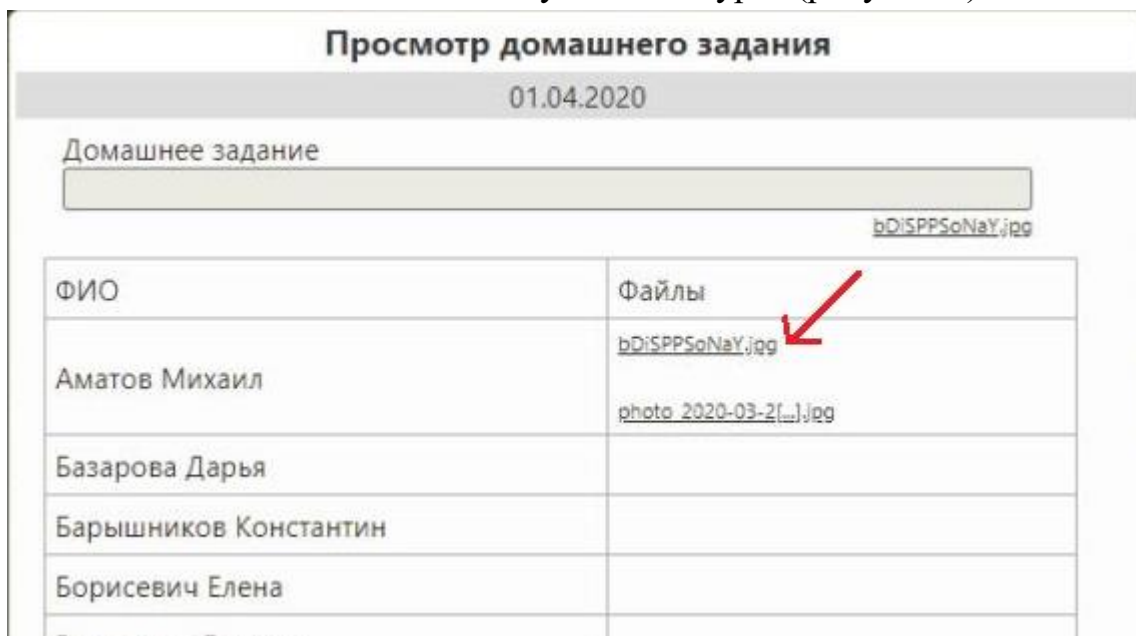 Просмотр домашнего задания
01.04.2020
Домашнее задание
bDiSPPSoNaY.jpg
ФИО
Файлы
Аматов Михаил
bDiSPPSoNaY.jpg
photo_2020-03-2[...].jpg
Базарова Дарья
Барышников Константин
Борисевич Елена